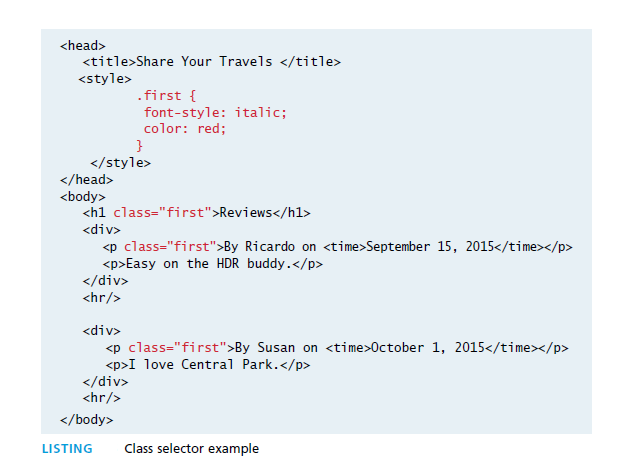 <head>
<title>Share Your Travels </title>
<style>
.first {
font-style: italic;
color: red;
}
</style>
</head>
<body>
<h1 class="first">Reviews</h1>
<div>
<p class="first">By Ricardo on <time>September 15, 2015</time></p>
<p>Easy on the HDR buddy.</p>
</div>
<hr/>
<div>
<p class="first">By Susan on <time>October 1, 2015</time></p>
<p>I love Central Park.</p>
</div>
<hr/>
</body>
LISTING Class selector example